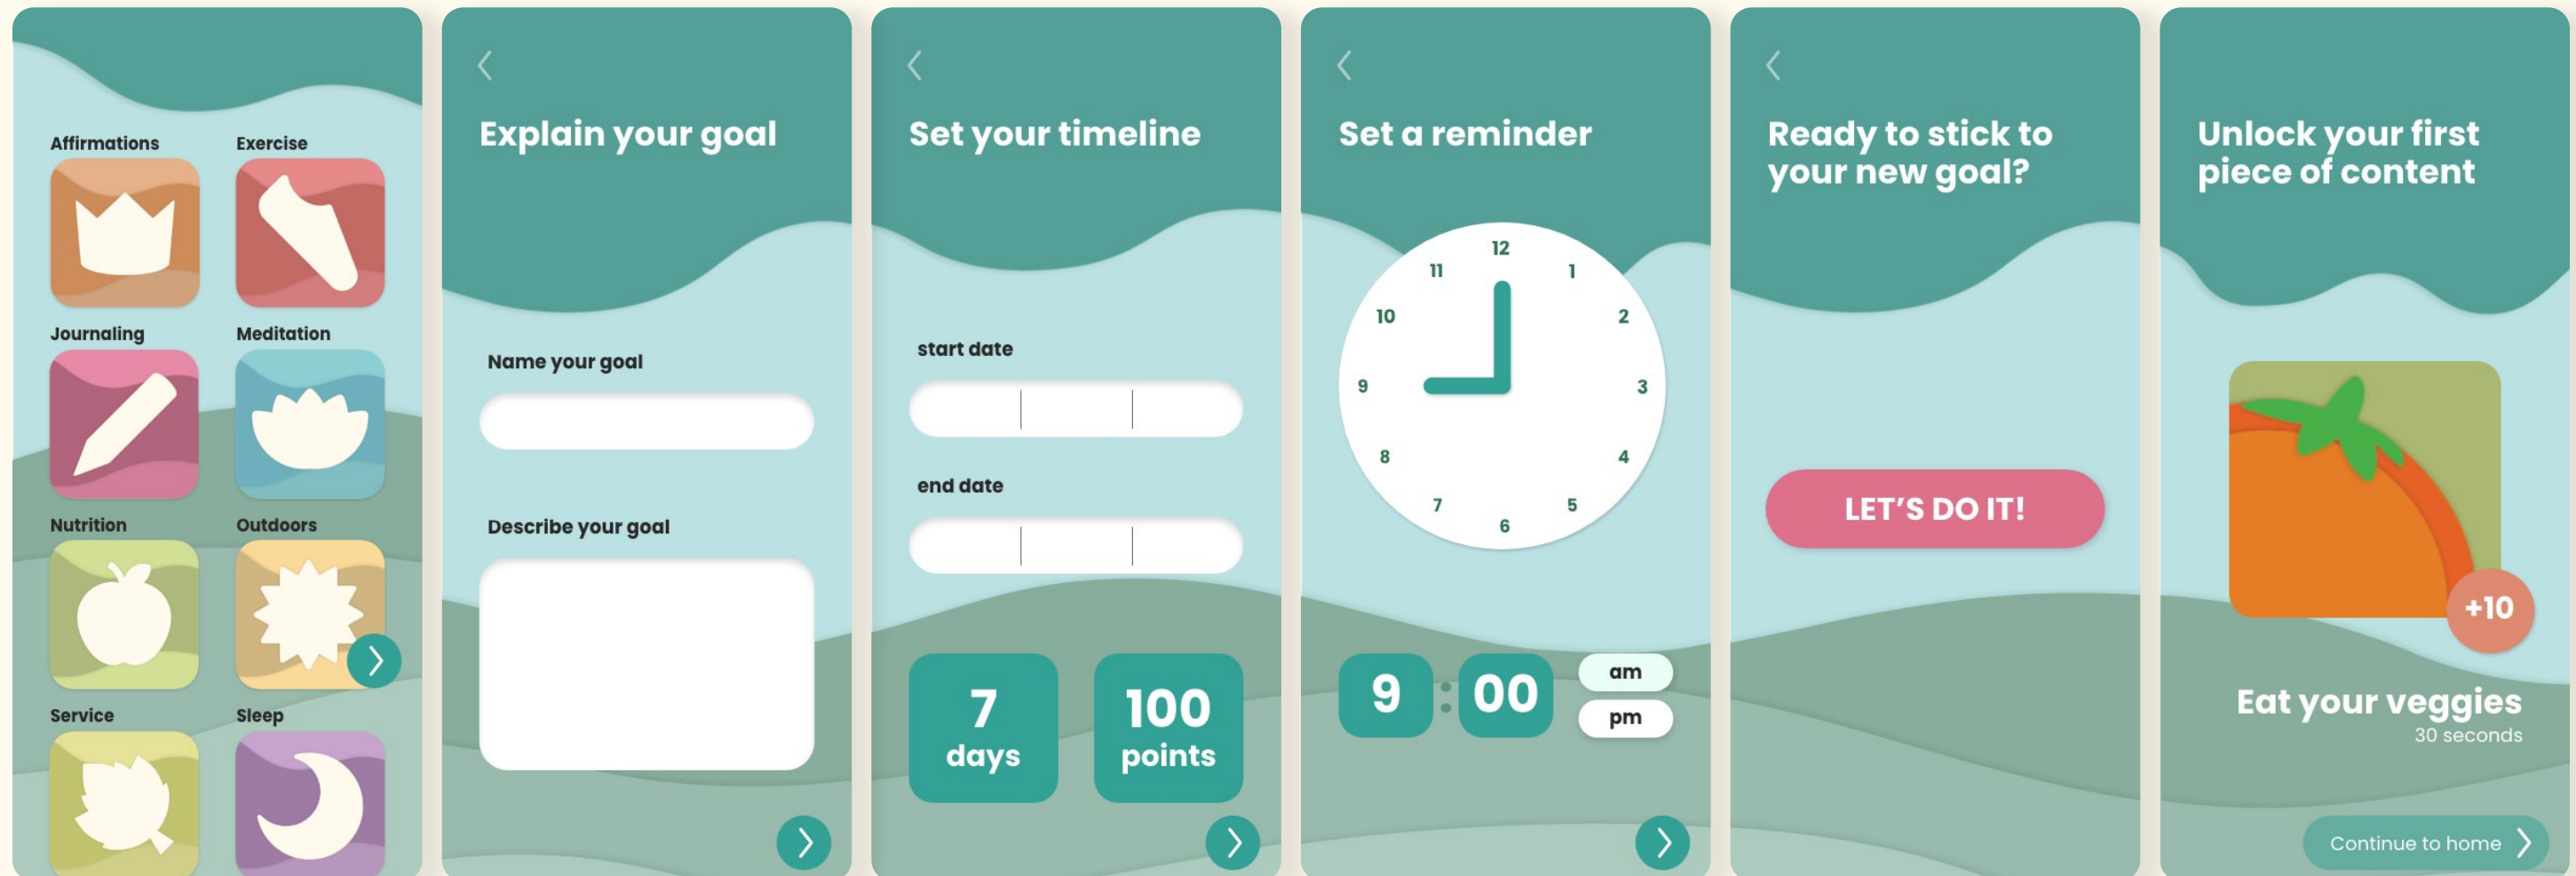 Affirmations
Exercise
Journaling
Meditation
Nutrition
Outdoors
Service
Sleep
Explain your goal
Name your goal
Describe your goal
Set your timeline
start date
end date
7
days
100
points
Set a reminder
12
11
1
10
2
9
3
8
4
7
5
6
9 : 00
am
pm
Ready to stick to
your new goal?
LET'S DO IT!
Unlock your first
piece of content
+10
Eat your veggies
30 seconds
Continue to home